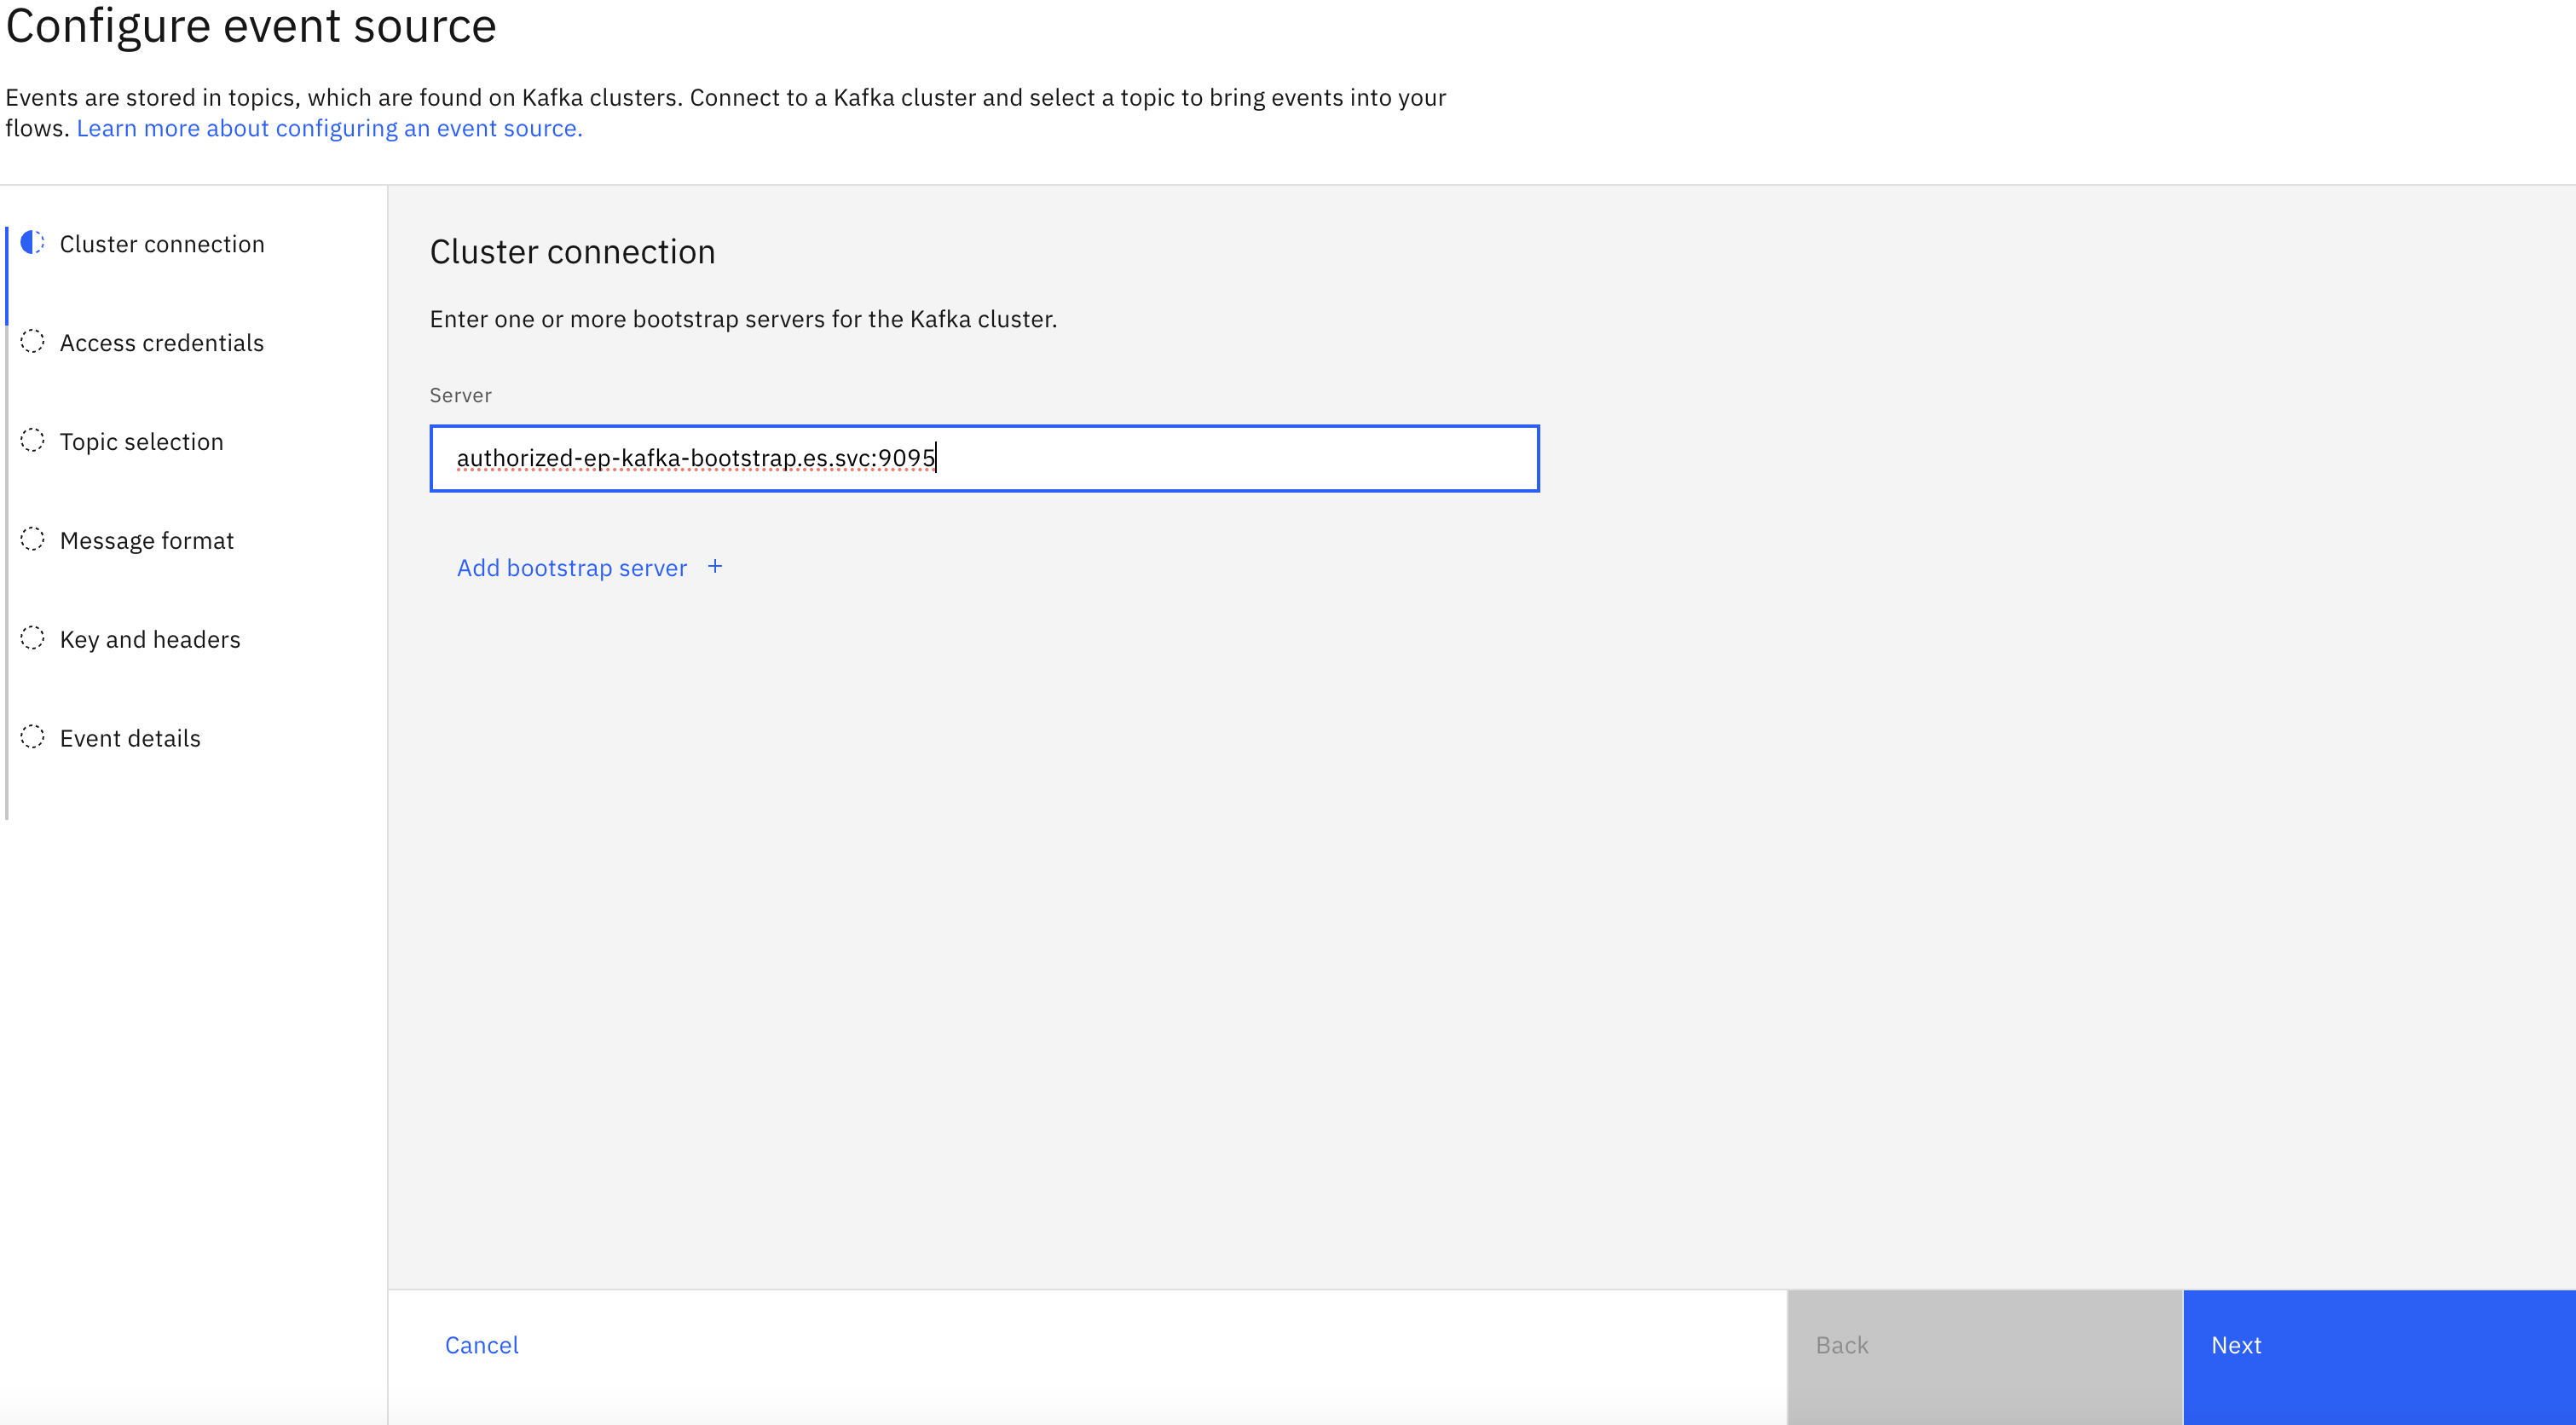 Configure event source
Events are stored in topics, which are found on Kafka clusters. Connect to a Kafka cluster and select a topic to bring events into your
flows. Learn more about configuring an event source.
Cluster connection
Access credentials
Topic selection
Message format
Key and headers
Event details
Cluster connection
Enter one or more bootstrap servers for the Kafka cluster.
Server
authorized-ep-kafka-bootstrap.es.svc:9095
Add bootstrap server +
Cancel
Back
Next